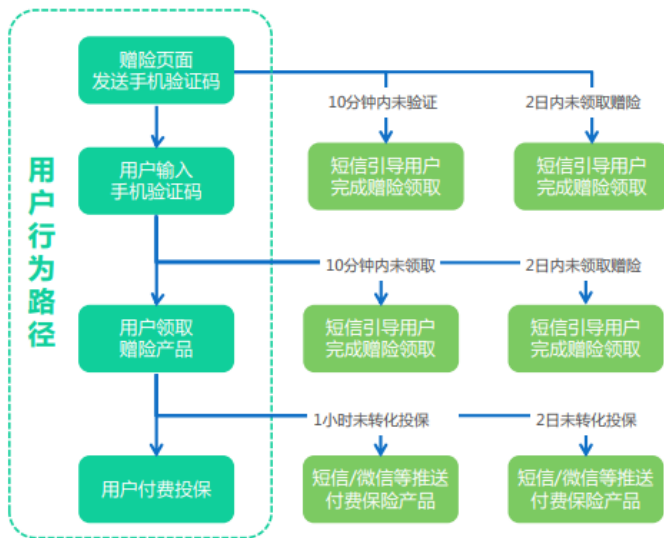 用户行为路径
赠险页面
发送手机验证码
10分钟内未验证
2日内未领取赠险
用户输入
手机验证码
短信引导用户
完成赠险领取
短信引导用户
完成赠险领取
10分钟内未领取
2日内未领取赠险
用户领取
赠险产品
短信引导用户
完成赠险领取
短信引导用户
完成赠险领取
1小时未转化投保
2日未转化投保
用户付费投保
短信/微信等推送
付费保险产品
短信/微信等推送
付费保险产品